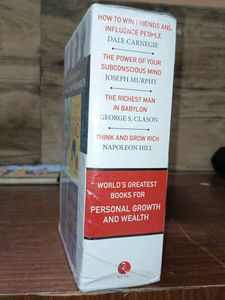 HOW TO WIN FRIENDS AND
INFLUENCE PEOPLE
DALE CARNEGIE
THE POWER OF YOUR
SUBCONSCIOUS MIND
JOSEPH MURPHY
THE RICHEST MAN
IN BABYLON
GEORGE S. CLASON
THINK AND GROW RICH
NAPOLEON HILL
WORLD'S GREATEST
BOOKS FOR
PERSONAL GROWTH
AND WEALTH